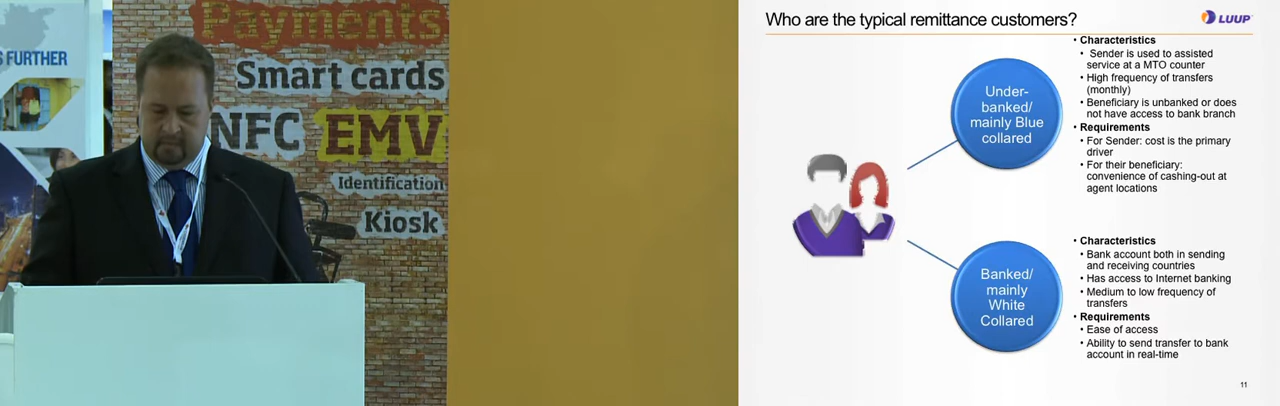 S FURTHER
Payments
Smart cards
NFC
EMV
Identification
Kiosk
Who are the typical remittance customers?
LUUP
Under-
banked/
mainly Blue
collared
• Characteristics
• Sender is used to assisted
service at a MTO counter
• High frequency of transfers
(monthly)
• Beneficiary is unbanked or does
not have access to bank branch
• Requirements
• For Sender: cost is the primary
driver
• For their beneficiary:
convenience of cashing-out at
agent locations
Banked/
mainly
White
Collared
• Characteristics
• Bank account both in sending
and receiving countries
• Has access to Internet banking
• Medium to low frequency of
transfers
• Requirements
• Ease of access
• Ability to send transfer to bank
account in real-time
11